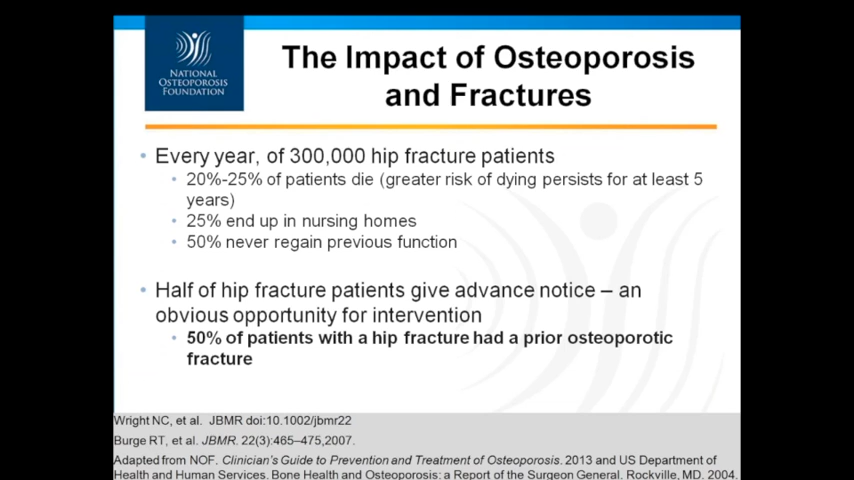 NATIONAL
OSTEOPOROSIS
FOUNDATION
The Impact of Osteoporosis
and Fractures
• Every year, of 300,000 hip fracture patients
• 20%-25% of patients die (greater risk of dying persists for at least 5
years)
• 25% end up in nursing homes
• 50% never regain previous function
• Half of hip fracture patients give advance notice – an
obvious opportunity for intervention
• 50% of patients with a hip fracture had a prior osteoporotic
fracture
Wright NC, et al. JBMR doi:10.1002/jbmr22
Burge RT, et al. JBMR. 22(3):465–475,2007.
Adapted from NOF. Clinician's Guide to Prevention and Treatment of Osteoporosis. 2013 and US Department of
Health and Human Services. Bone Health and Osteoporosis: a Report of the Surgeon General. Rockville, MD. 2004.